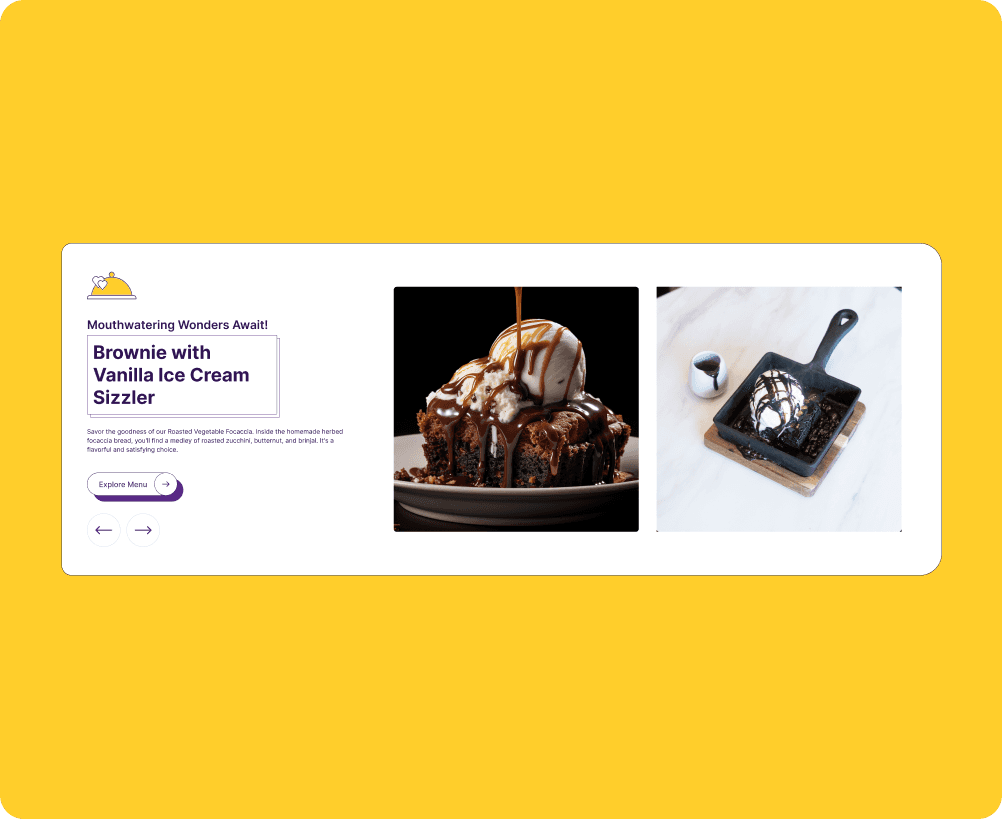 Mouthwatering Wonders Await!
Brownie with
Vanilla Ice Cream
Sizzler
Savor the goodness of our Roasted Vegetable Focaccia. Inside the homemade herbed
focaccia bread, you'll find a medley of roasted zucchini, butternut, and brinjal. It's a
flavorful and satisfying choice.
Explore Menu